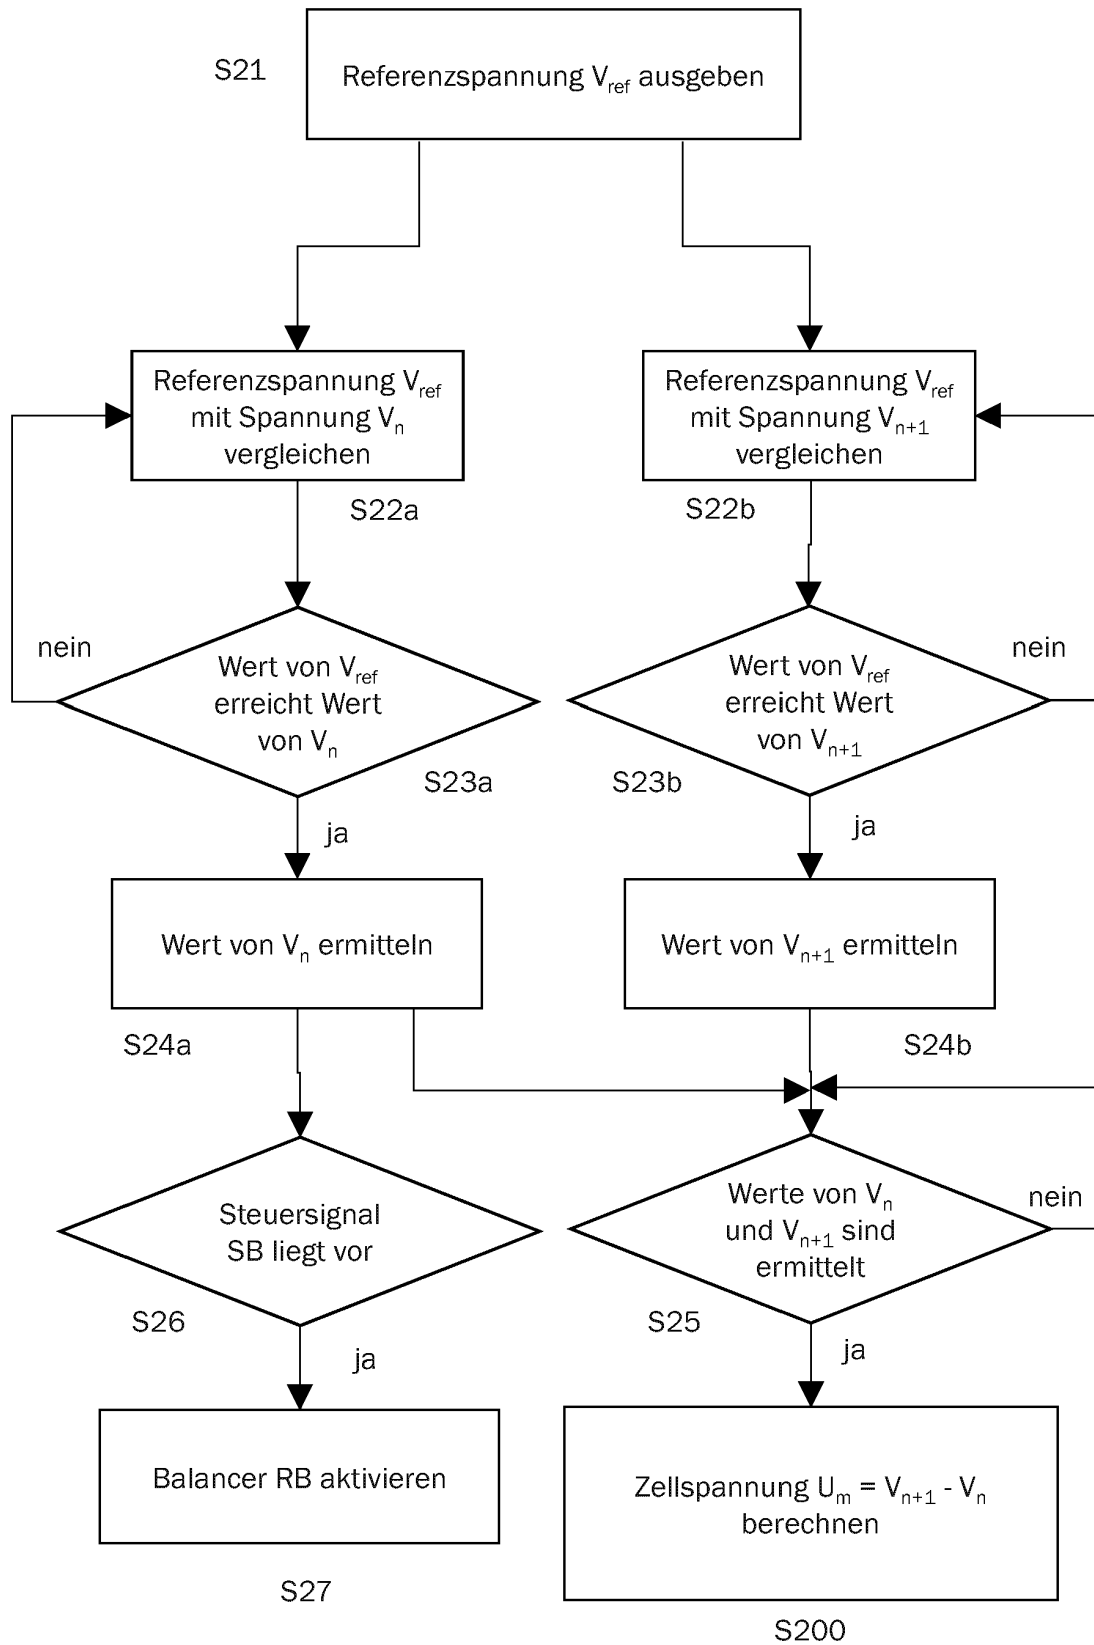 S21
Referenzspannung Vref ausgeben
Referenzspannung Vref
mit Spannung Vn
vergleichen
S22a
Referenzspannung Vref
mit Spannung Vn+1
vergleichen
S22b
nein
Wert von Vref
erreicht Wert
von Vn
S23a
ja
Wert von Vref
erreicht Wert
von Vn+1
nein
S23b
ja
Wert von Vn ermitteln
S24a
Wert von Vn+1 ermitteln
S24b
Steuersignal
SB liegt vor
S26
ja
Werte von Vn
und Vn+1 sind
ermittelt
nein
S25
ja
Balancer RB aktivieren
S27
Zellspannung Um = Vn+1 - Vn
berechnen
S200